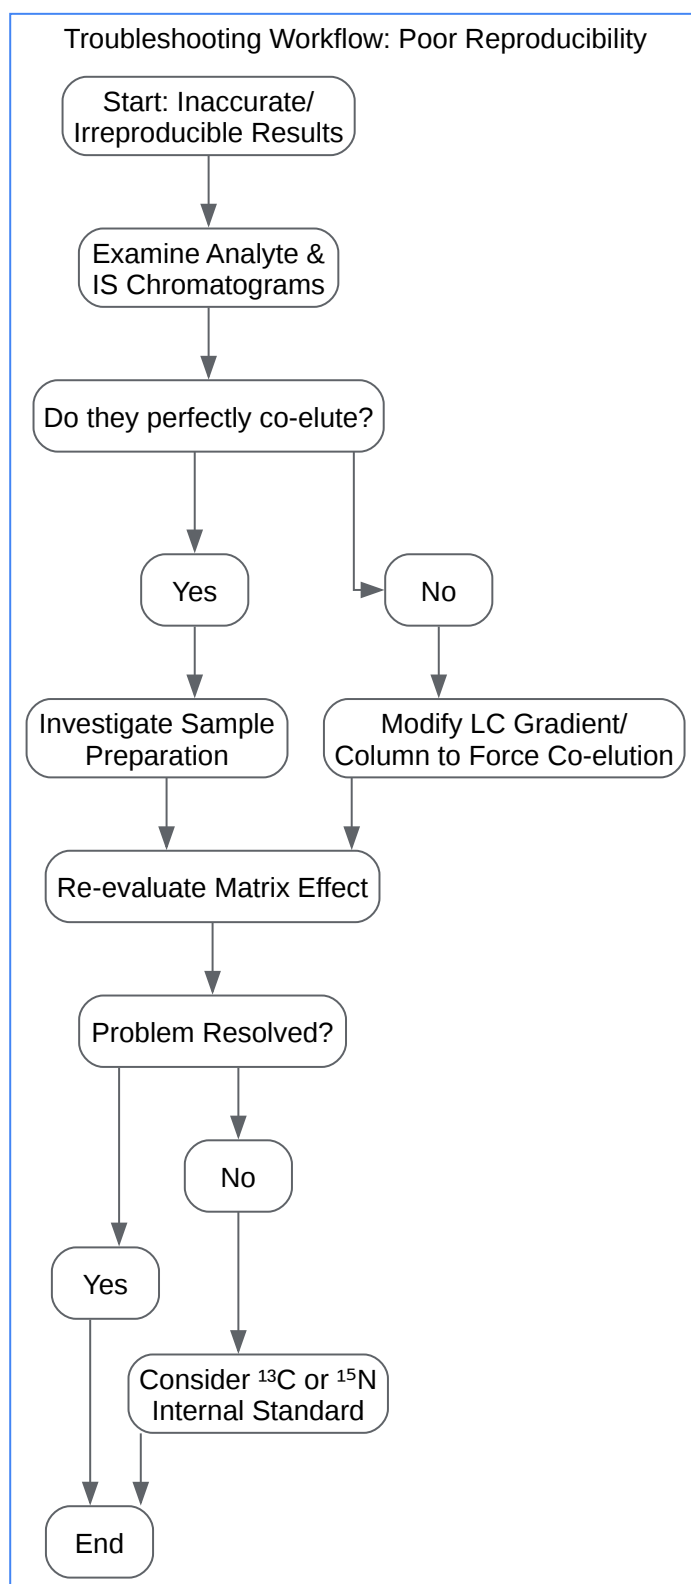 Troubleshooting Workflow: Poor Reproducibility
Start: Inaccurate/
Irreproducible Results
Examine Analyte &
IS Chromatograms
Do they perfectly co-elute?
Yes
No
Investigate Sample
Preparation
Modify LC Gradient/
Column to Force Co-elution
Re-evaluate Matrix Effect
Problem Resolved?
No
Yes
Consider ¹³C or ¹⁵N
Internal Standard
End